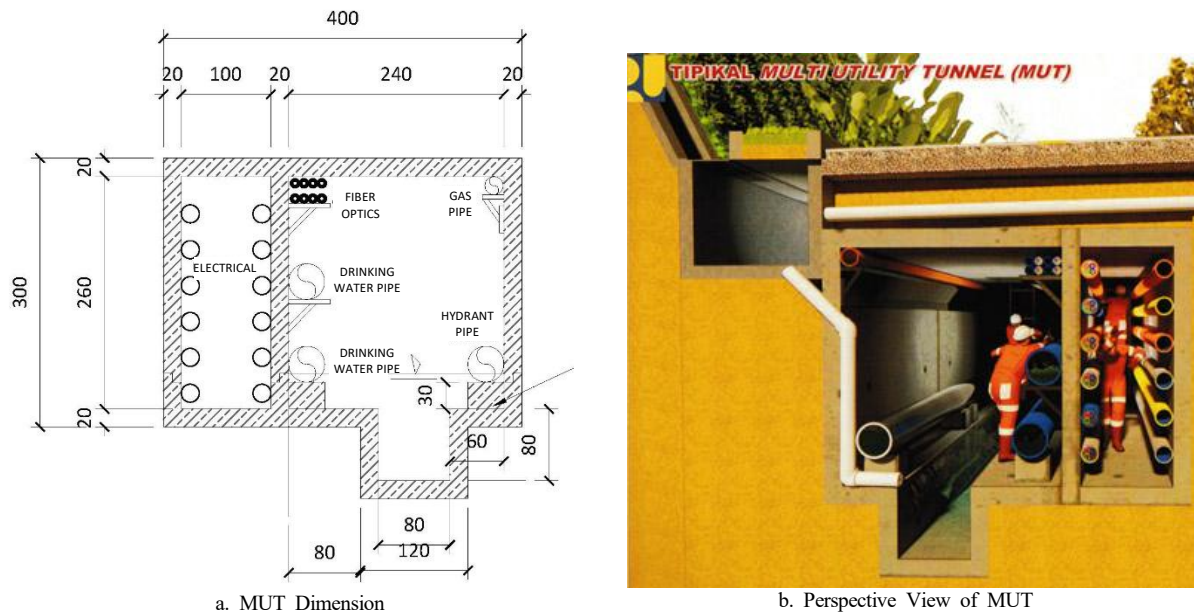 400
20 100 20 240 20
20
260
300
20
FIBER
OPTICS
GAS
PIPE
ELECTRICAL
DRINKING
WATER PIPE
HYDRANT
PIPE
DRINKING
WATER PIPE
30
60
80
80
80
120
a. MUT Dimension
TIPIKAL MULTI UTILITY TUNNEL (MUT)
b. Perspective View of MUT